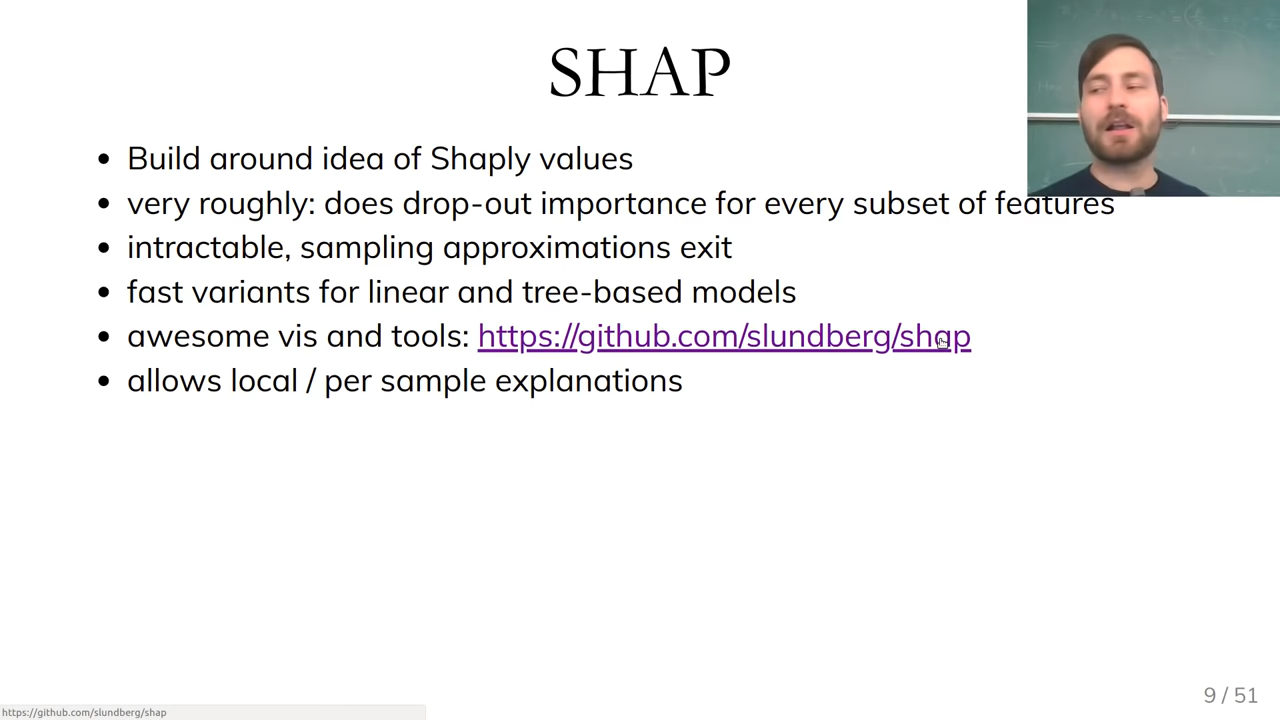 SHAP
Build around idea of Shaply values
very roughly: does drop-out importance for every subset of features
intractable, sampling approximations exit
fast variants for linear and tree-based models
awesome vis and tools: https://github.com/slundberg/shap
allows local / per sample explanations
9 / 51
https://github.com/slundberg/shap